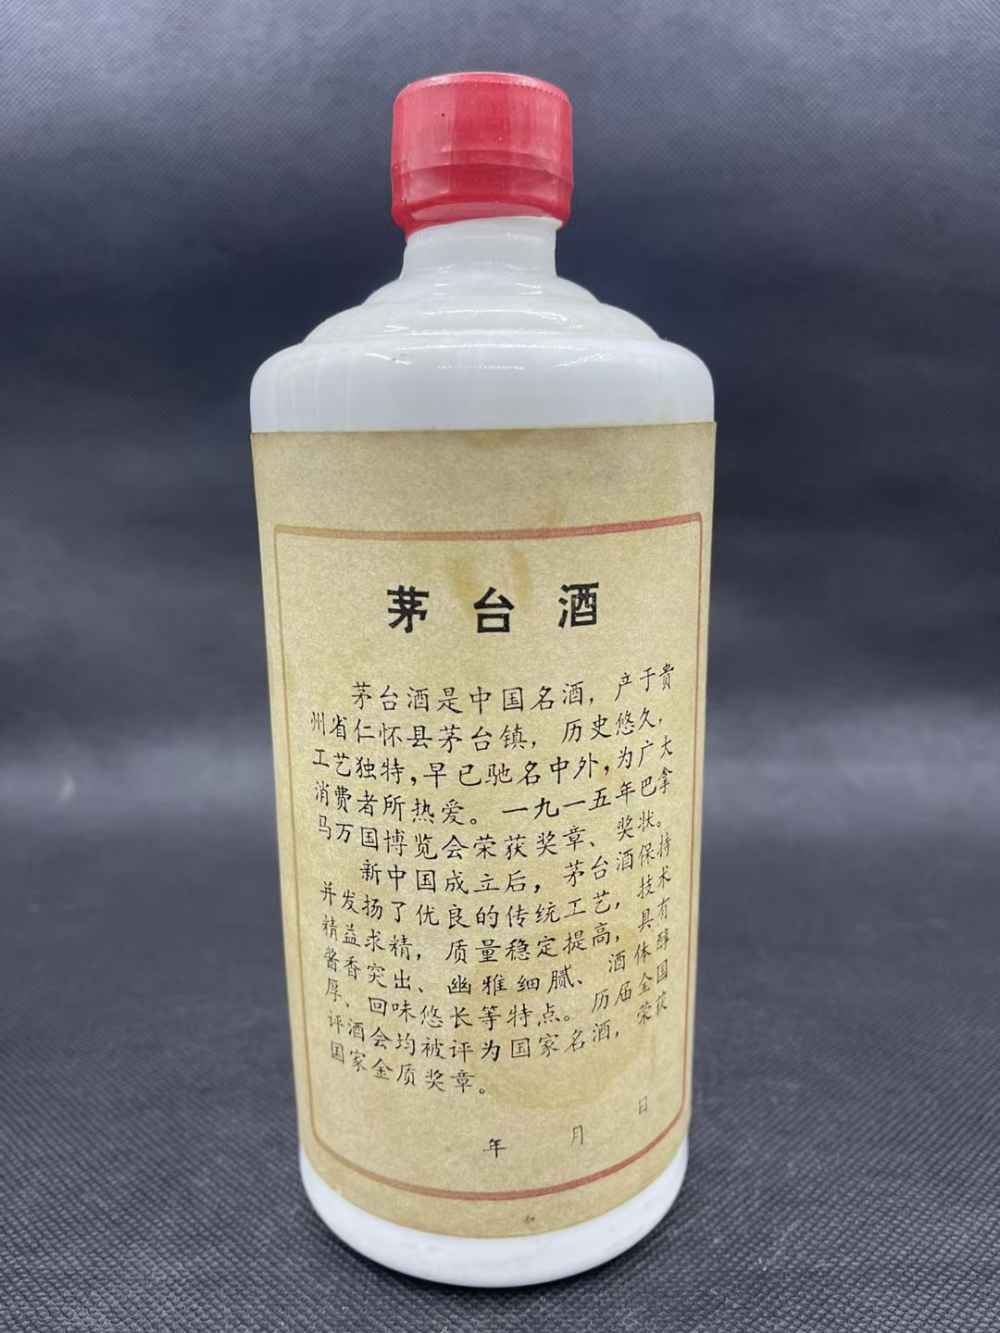 茅台酒
茅台酒是中国名酒，产于贵
州省仁怀县茅台镇，历史悠久，
工艺独特，早已驰名中外，为广大
消费者所热爱。一九一五年巴拿
马万国博览会荣获奖章、奖状。
新中国成立后，茅台酒保持
并发扬了优良的传统工艺，技术
精益求精，质量稳定提高，具有
酱香突出、幽雅细腻、酒体醇
厚、回味悠长等特点。历届全国
评酒会均被评为国家名酒，荣获
国家金质奖章。
年 月 日